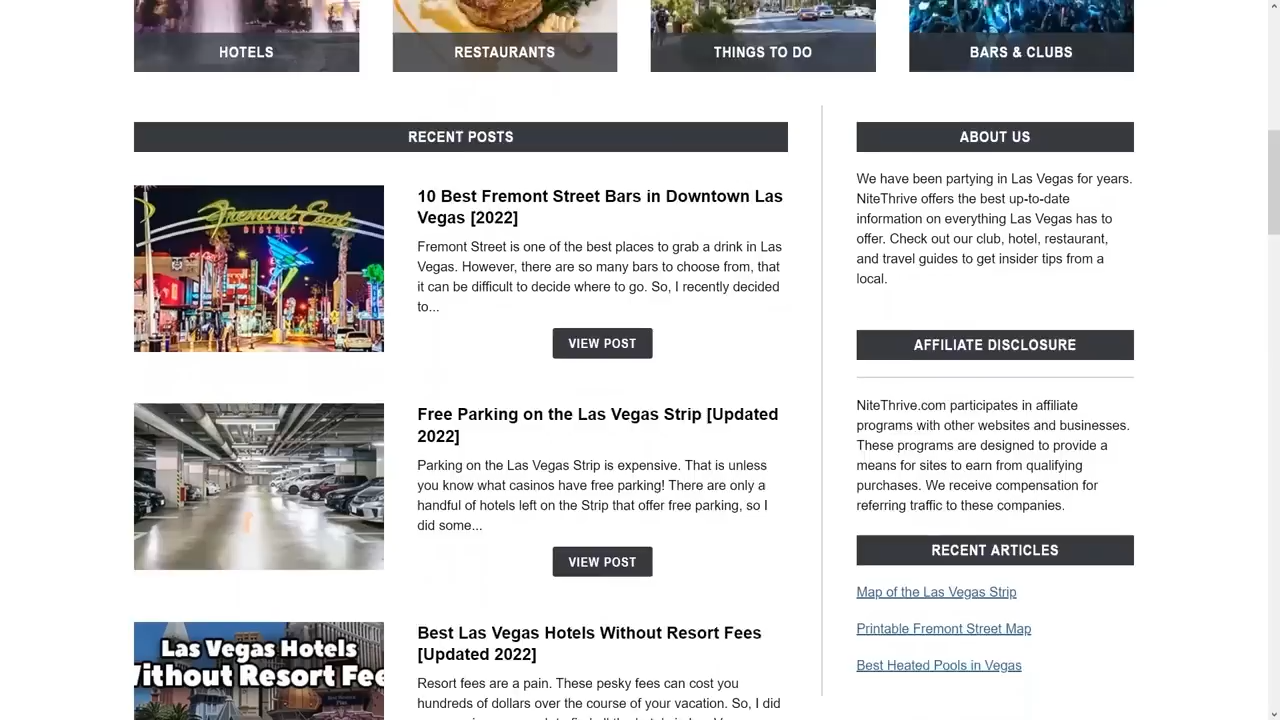 HOTELS
RESTAURANTS
THINGS TO DO
BARS & CLUBS
RECENT POSTS
Fremont East
DISTRICT
10 Best Fremont Street Bars in Downtown Las
Vegas [2022]
Fremont Street is one of the best places to grab a drink in Las
Vegas. However, there are so many bars to choose from, that
it can be difficult to decide where to go. So, I recently decided
to...
VIEW POST
Free Parking on the Las Vegas Strip [Updated
2022]
Parking on the Las Vegas Strip is expensive. That is unless
you know what casinos have free parking! There are only a
handful of hotels left on the Strip that offer free parking, so I
did some...
VIEW POST
Las Vegas Hotels
Without Resort Fee
Best Las Vegas Hotels Without Resort Fees
[Updated 2022]
Resort fees are a pain. These pesky fees can cost you
hundreds of dollars over the course of your vacation. So, I did
ABOUT US
We have been partying in Las Vegas for years.
NiteThrive offers the best up-to-date
information on everything Las Vegas has to
offer. Check out our club, hotel, restaurant,
and travel guides to get insider tips from a
local.
AFFILIATE DISCLOSURE
NiteThrive.com participates in affiliate
programs with other websites and businesses.
These programs are designed to provide a
means for sites to earn from qualifying
purchases. We receive compensation for
referring traffic to these companies.
RECENT ARTICLES
Map of the Las Vegas Strip
Printable Fremont Street Map
Best Heated Pools in Vegas